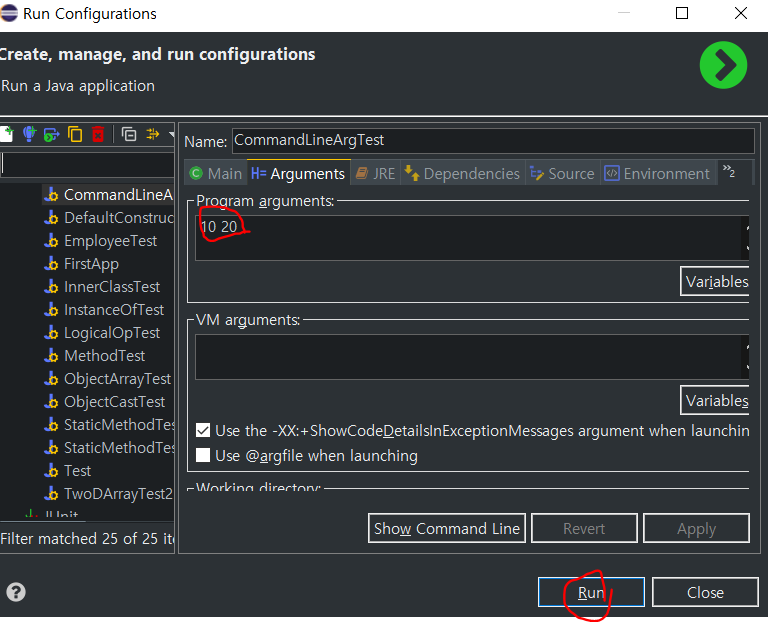 Run Configurations
Create, manage, and run configurations
Run a Java application
Name: CommandLineArgTest
Main Arguments JRE Dependencies Source Environment »2
CommandLineA
DefaultConstruc
EmployeeTest
FirstApp
InnerClassTest
InstanceOfTest
LogicalOpTest
MethodTest
ObjectArrayTest
ObjectCastTest
StaticMethodTes
StaticMethodTes
Test
TwoDArrayTest2
JUnit
Filter matched 25 of 25 ite
Program arguments:
10 20
Variables
VM arguments:
Variables
Use the -XX:+ShowCodeDetailsInExceptionMessages argument when launchin
Use @argfile when launching
Working directory:
Show Command Line Revert Apply
Run Close